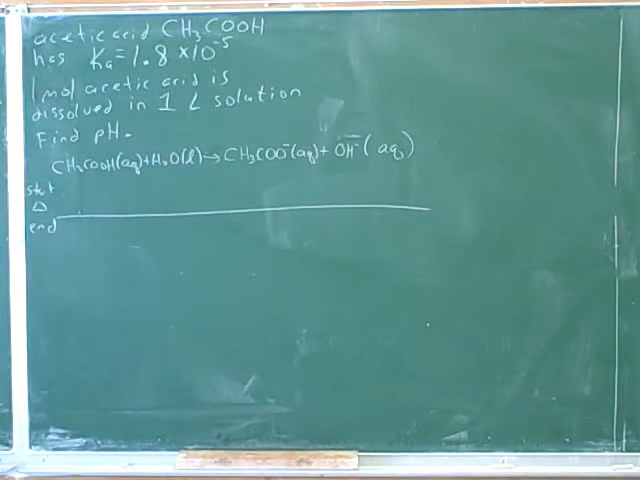 acetic acid CH₃COOH
has Ka=1.8×10⁻⁵
1 mol acetic acid is
dissolved in 1 L solution
Find pH.
CH₃COOH(aq)+H₂O(l)→CH₃COO⁻(aq)+OH⁻(aq)
start
Δ
end